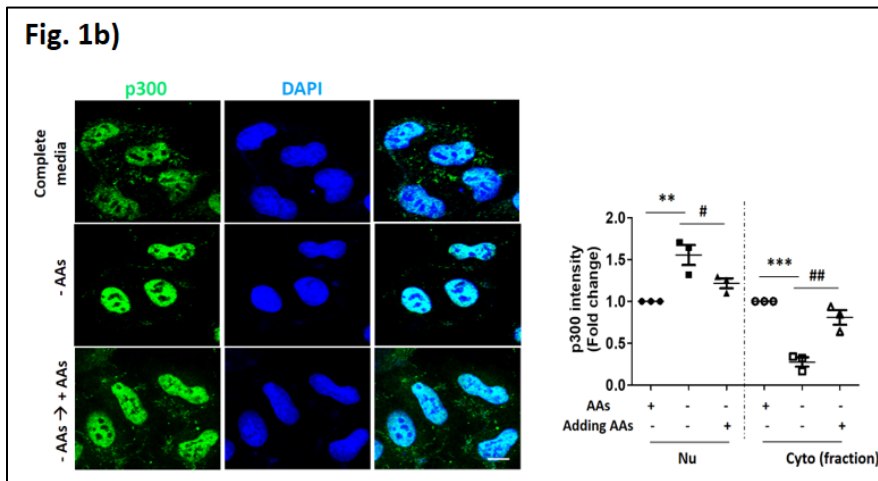 Fig. 1b)
p300 DAPI
Complete media
- AAs
- AAs → + AAs
** #
*** ##
p300 intensity
(Fold change)
2.0
1.5
1.0
0.5
0.0
AAs + - - + - -
Adding AAs - - + - - +
Nu Cyto (fraction)